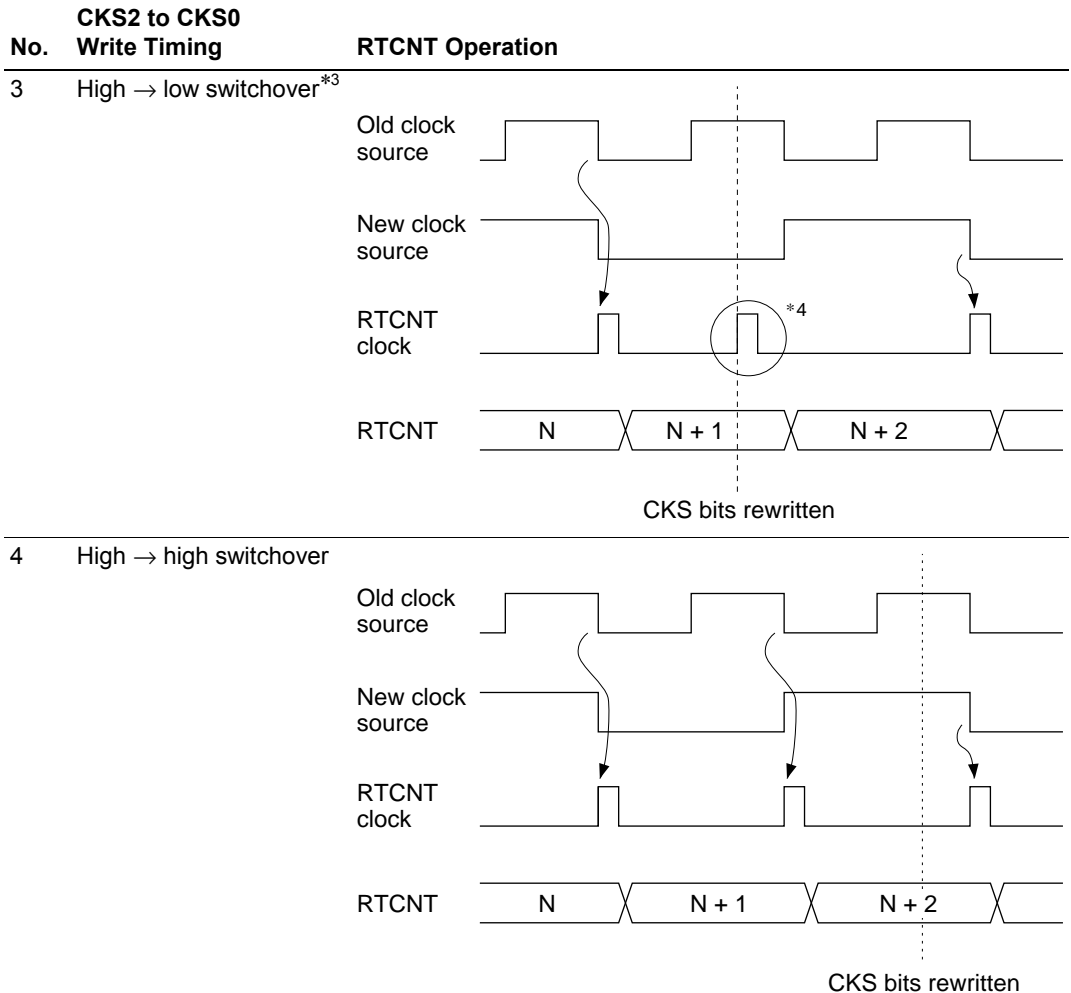 CKS2 to CKS0
No. Write Timing RTCNT Operation
3 High → low switchover*3
Old clock
source
New clock
source
RTCNT
clock
*4
RTCNT N N + 1 N + 2
CKS bits rewritten
4 High → high switchover
Old clock
source
New clock
source
RTCNT
clock
RTCNT N N + 1 N + 2
CKS bits rewritten